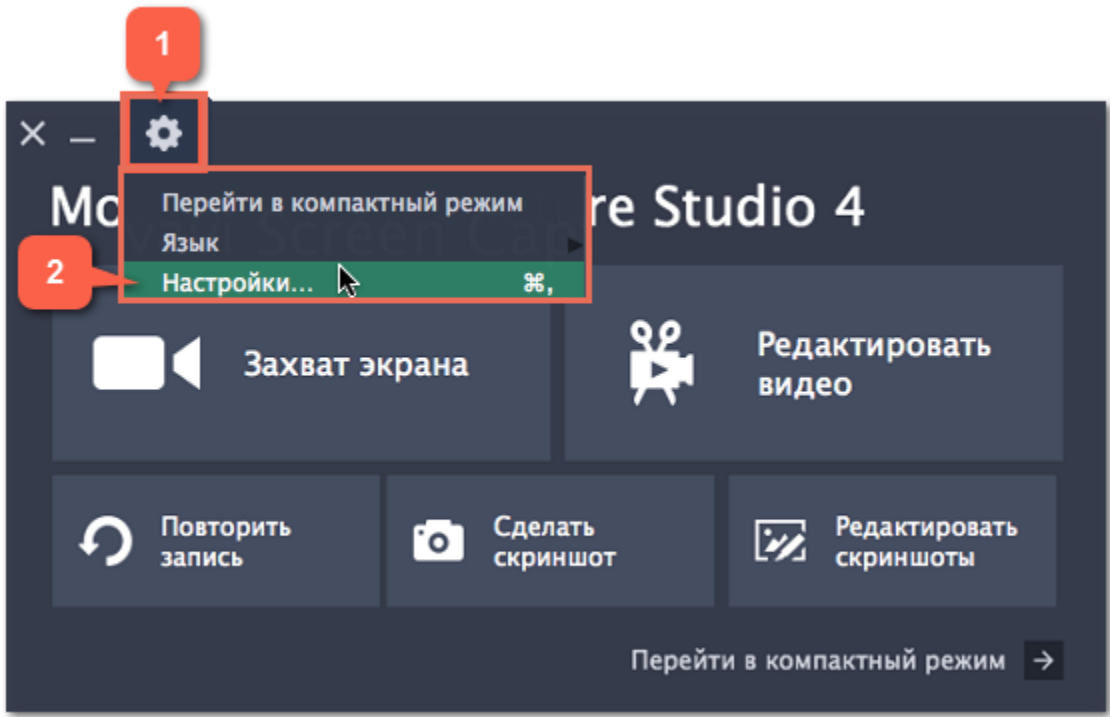 1
Mo re Studio 4
Перейти в компактный режим
Язык
2
Настройки... ⌘,
Захват экрана
Редактировать
видео
Повторить
запись
Сделать
скриншот
Редактировать
скриншоты
Перейти в компактный режим